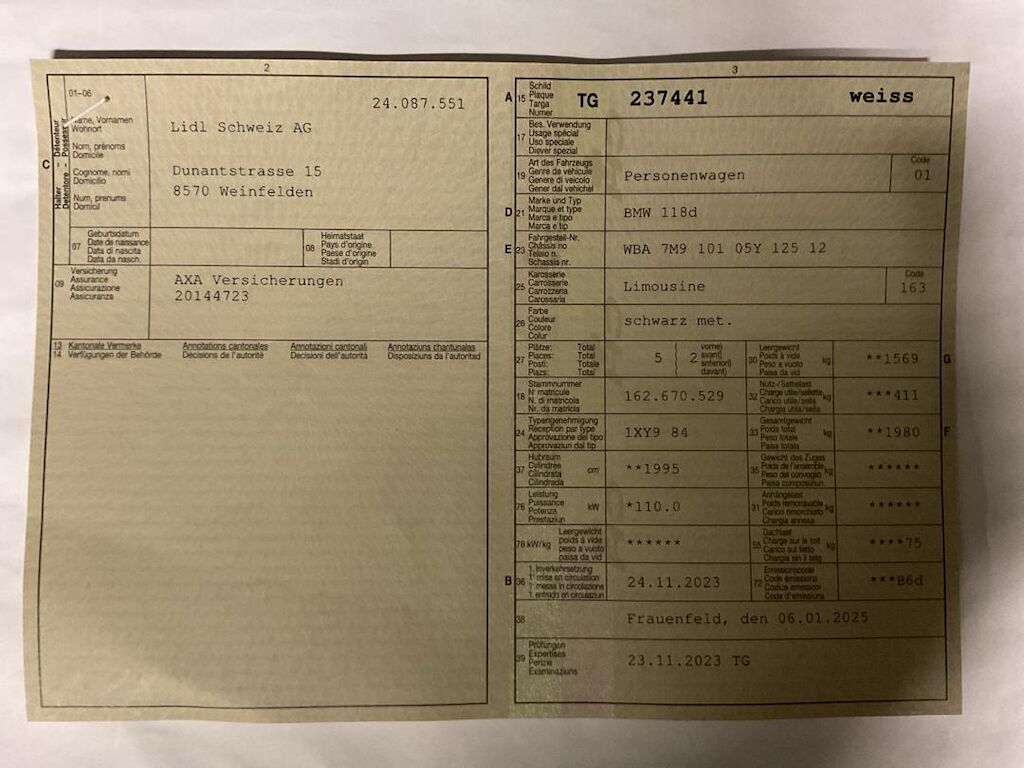 2
01-06
24.087.551
C
Halter - Détenteur
Detentore - Possess
Name, Vornamen
Wohnort
Nom, prénoms
Domicile
Cognome, nomi
Domicilio
Num, prenums
Domicil
Lidl Schweiz AG
Dunantstrasse 15
8570 Weinfelden
07
Geburtsdatum
Date de naissance
Data di nascita
Data da nasch.
08
Heimatstaat
Pays d'origine
Paese d'origine
Stadi d'origin
09
Versicherung
Assurance
Assicurazione
Assicuranza
AXA Versicherungen
20144723
13 Kantonale Vermerke Annotations cantonales Annotazioni cantonali Annotaziuns chantunalas
14 Verfügungen der Behörde Décisions de l'autorité Decisioni dell'autorità Disposiziuns da l'autoritad
3
A 15
Schild
Plaque
Targa
Numer
TG 237441 weiss
17
Bes. Verwendung
Usage spécial
Uso speciale
Diever spezial
19
Art des Fahrzeugs
Genre de véhicule
Genere di veicolo
Gener dal vehichel
Personenwagen
Code
01
D 21
Marke und Typ
Marque et type
Marca e tipo
Marca e tip
BMW 118d
E 23
Fahrgestell-Nr.
Châssis no
Telaio n.
Schassis nr.
WBA 7M9 101 05Y 125 12
25
Karosserie
Carrosserie
Carrozzeria
Carossaria
Limousine
Code
163
26
Farbe
Couleur
Colore
Colur
schwarz met.
27
Plätze: Total
Places: Total
Posti: Totale
Plazs: Total
5
2
vorne)
avant)
anteriori)
davant)
30
Leergewicht
Poids à vide
Peso a vuoto
Paisa da vid
kg
**1569
G
18
Stammnummer
N° matricule
N. di matricola
Nr. da matricla
162.670.529
32
Nutz-/Sattellast
Charge utile/sellette
Carico utile/sella
Chargia utila/sella
kg
***411
24
Typengenehmigung
Réception par type
Approvazione del tipo
Approvaziun dal tip
1XY9 84
33
Gesamtgewicht
Poids total
Peso totale
Paisa totala
kg
**1980
F
37
Hubraum
Cylindrée
Cilindrata
Cilindrada
cm³
**1995
35
Gewicht des Zuges
Poids de l'ensemble
Peso del convoglio
Paisa cumposiziun
kg
******
76
Leistung
Puissance
Potenza
Prestaziun
kW
*110.0
31
Anhängelast
Poids remorquable
Carico rimorchiato
Chargia annexa
kg
******
78 kW/kg
Leergewicht
poids à vide
peso a vuoto
paisa da vid
******
55
Dachlast
Charge sur le toit
Carico sul tetto
Chargia sin il tetg
kg
****75
B 36
1. Inverkehrsetzung
1re mise en circulation
1a messa in circolazione
1. entrada en circulaziun
24.11.2023
72
Emissionscode
Code émissions
Codice emissioni
Code d'emissiuns
***B6d
38
Frauenfeld, den 06.01.2025
39
Prüfungen
Expertises
Perizie
Examinaziuns
23.11.2023 TG